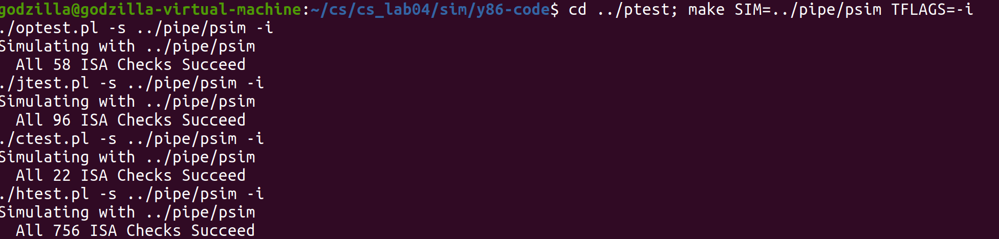 godzilla@godzilla-virtual-machine:~/cs/cs_lab04/sim/y86-code$ cd ../ptest; make SIM=../pipe/psim TFLAGS=-i
./optest.pl -s ../pipe/psim -i
Simulating with ../pipe/psim
  All 58 ISA Checks Succeed
./jtest.pl -s ../pipe/psim -i
Simulating with ../pipe/psim
  All 96 ISA Checks Succeed
./ctest.pl -s ../pipe/psim -i
Simulating with ../pipe/psim
  All 22 ISA Checks Succeed
./htest.pl -s ../pipe/psim -i
Simulating with ../pipe/psim
  All 756 ISA Checks Succeed